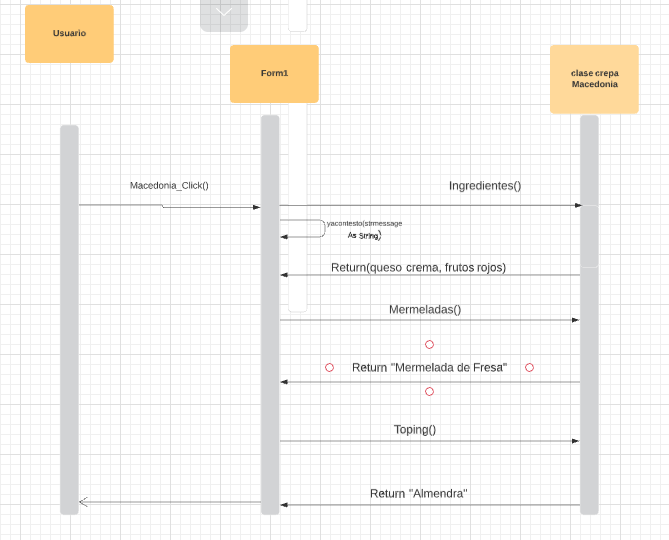 Usuario
Form1
clase crepa
Macedonia
Macedonia_Click()
Ingredientes()
yacontesto(strmessage
As String)
Return(queso crema, frutos rojos)
Mermeladas()
Return "Mermelada de Fresa"
Toping()
Return "Almendra"